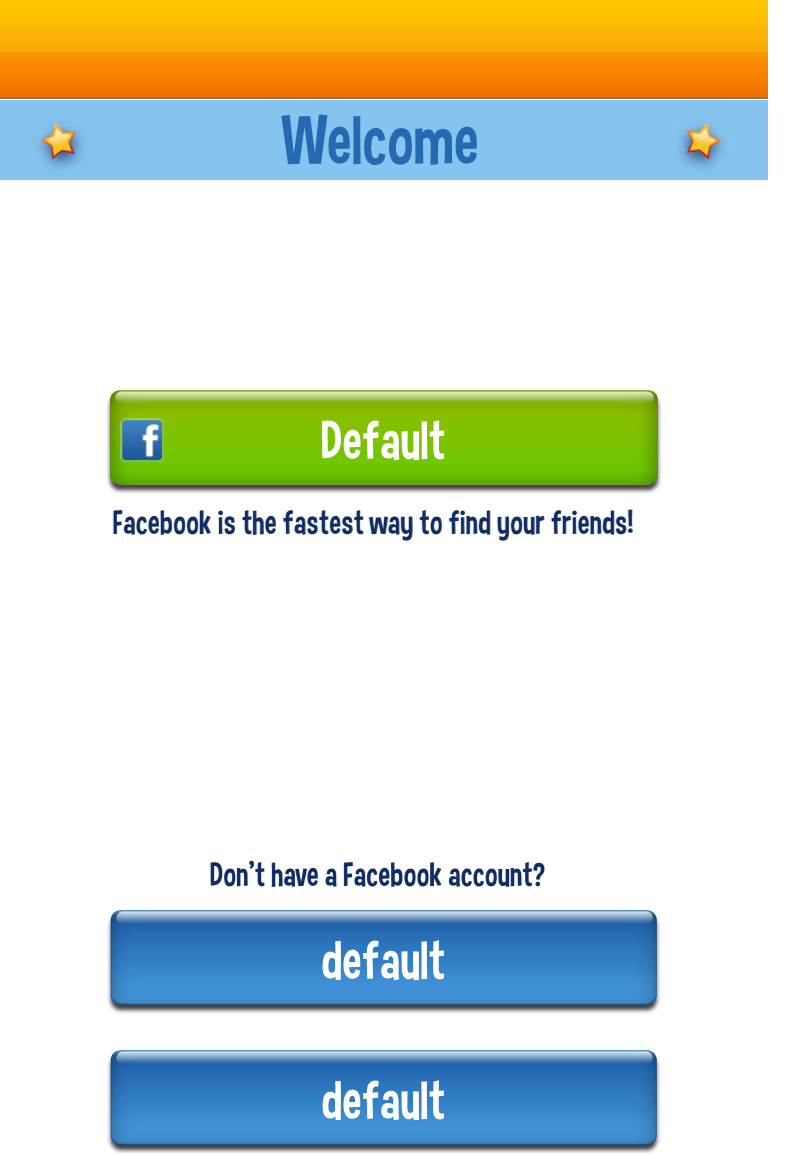 Welcome
f
Default
Facebook is the fastest way to find your friends!
Don't have a Facebook account?
default
default